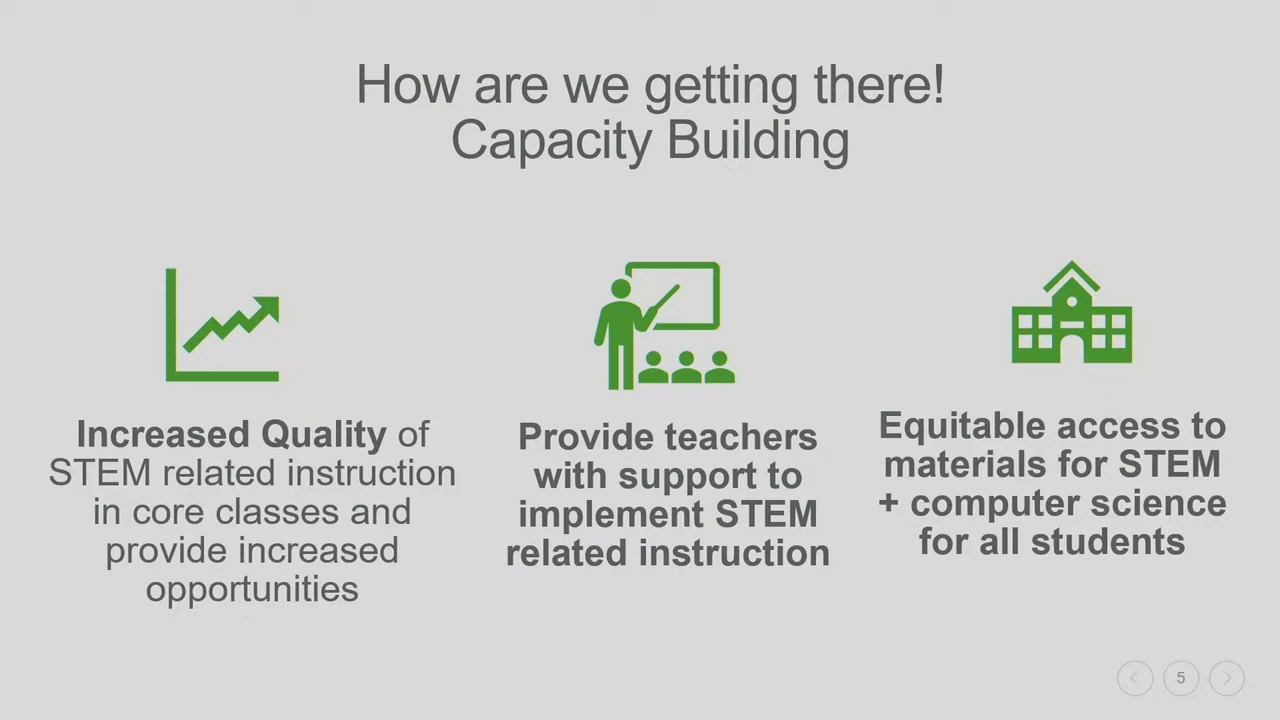 How are we getting there!
Capacity Building
Increased Quality of
STEM related instruction
in core classes and
provide increased
opportunities
Provide teachers
with support to
implement STEM
related instruction
Equitable access to
materials for STEM
+ computer science
for all students
5